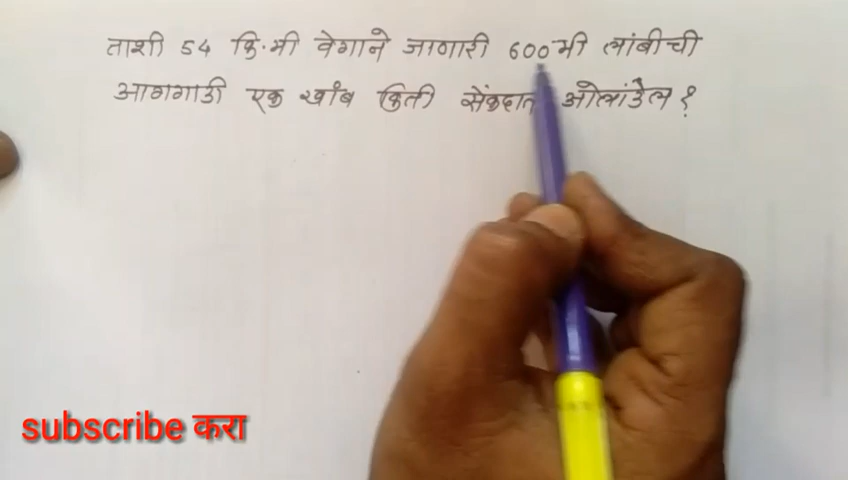 ताशी 54 कि.मी वेगाने जाणारी 600मी लांबीची
आगगाडी एक खांब किती सेकंदात ओलांडेल ?
subscribe करा